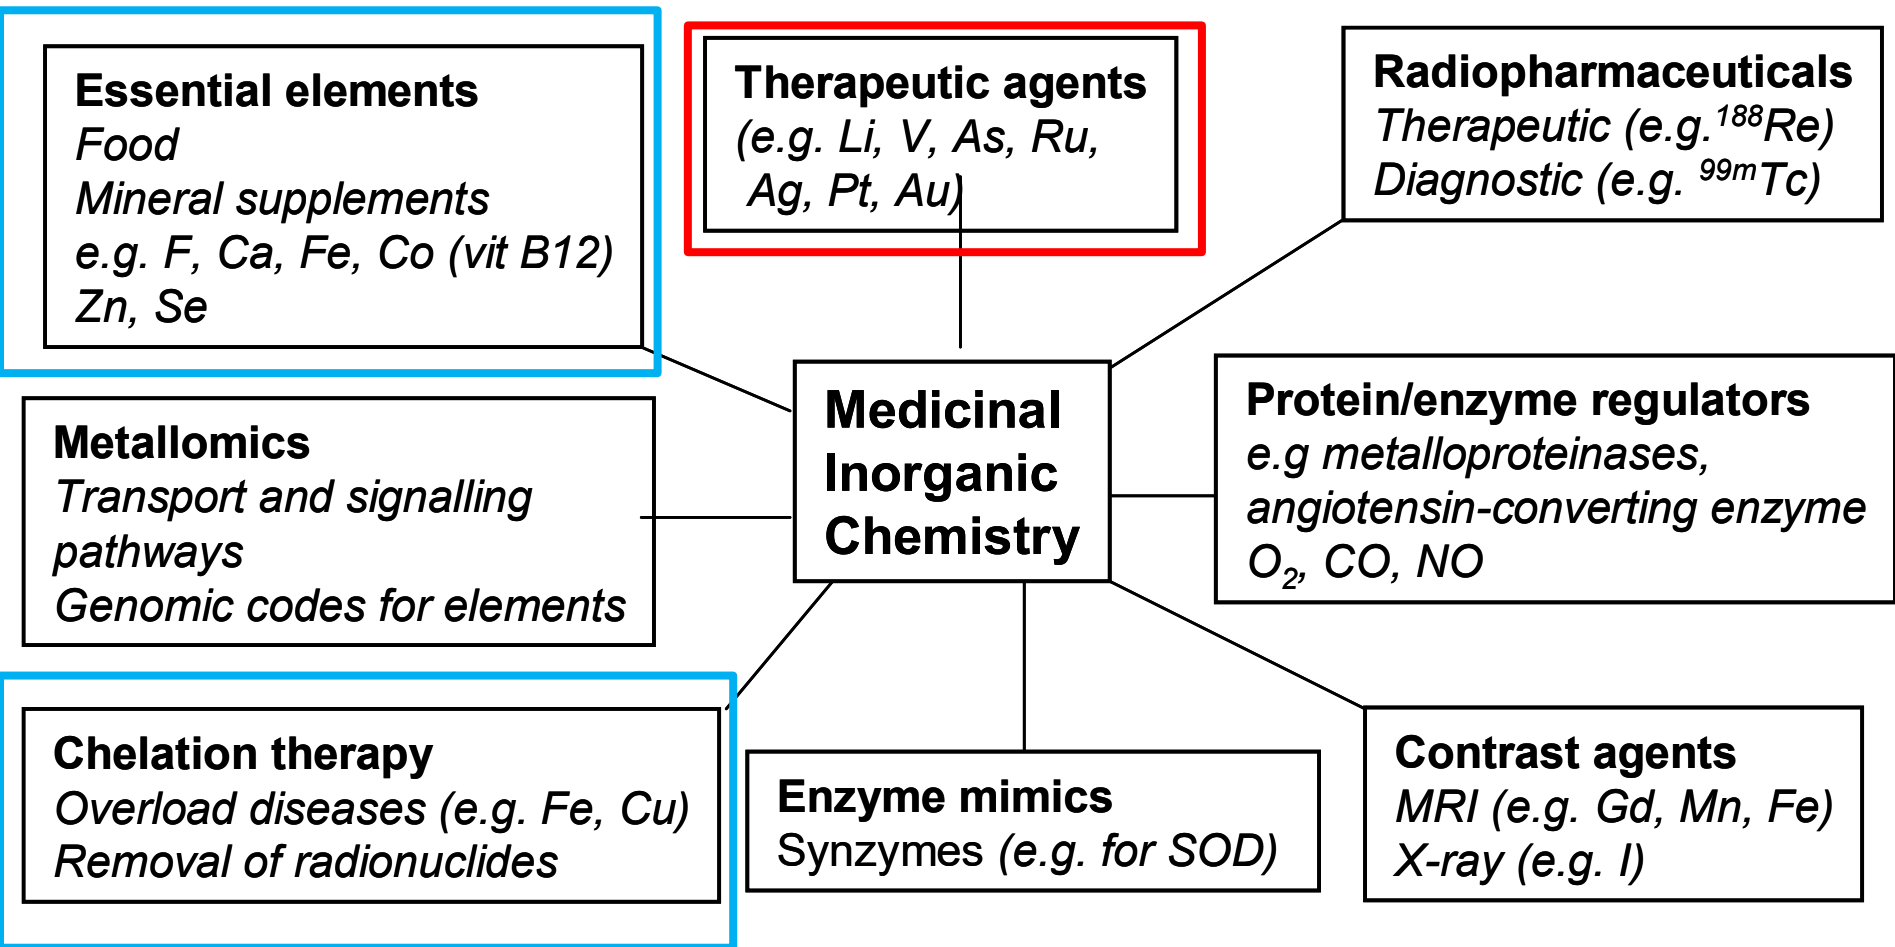 Essential elements
Food
Mineral supplements
e.g. F, Ca, Fe, Co (vit B12)
Zn, Se
Therapeutic agents
(e.g. Li, V, As, Ru,
Ag, Pt, Au)
Radiopharmaceuticals
Therapeutic (e.g.¹⁸⁸Re)
Diagnostic (e.g. ⁹⁹ᵐTc)
Metallomics
Transport and signalling
pathways
Genomic codes for elements
Medicinal
Inorganic
Chemistry
Protein/enzyme regulators
e.g metalloproteinases,
angiotensin-converting enzyme
O₂, CO, NO
Chelation therapy
Overload diseases (e.g. Fe, Cu)
Removal of radionuclides
Enzyme mimics
Synzymes (e.g. for SOD)
Contrast agents
MRI (e.g. Gd, Mn, Fe)
X-ray (e.g. I)